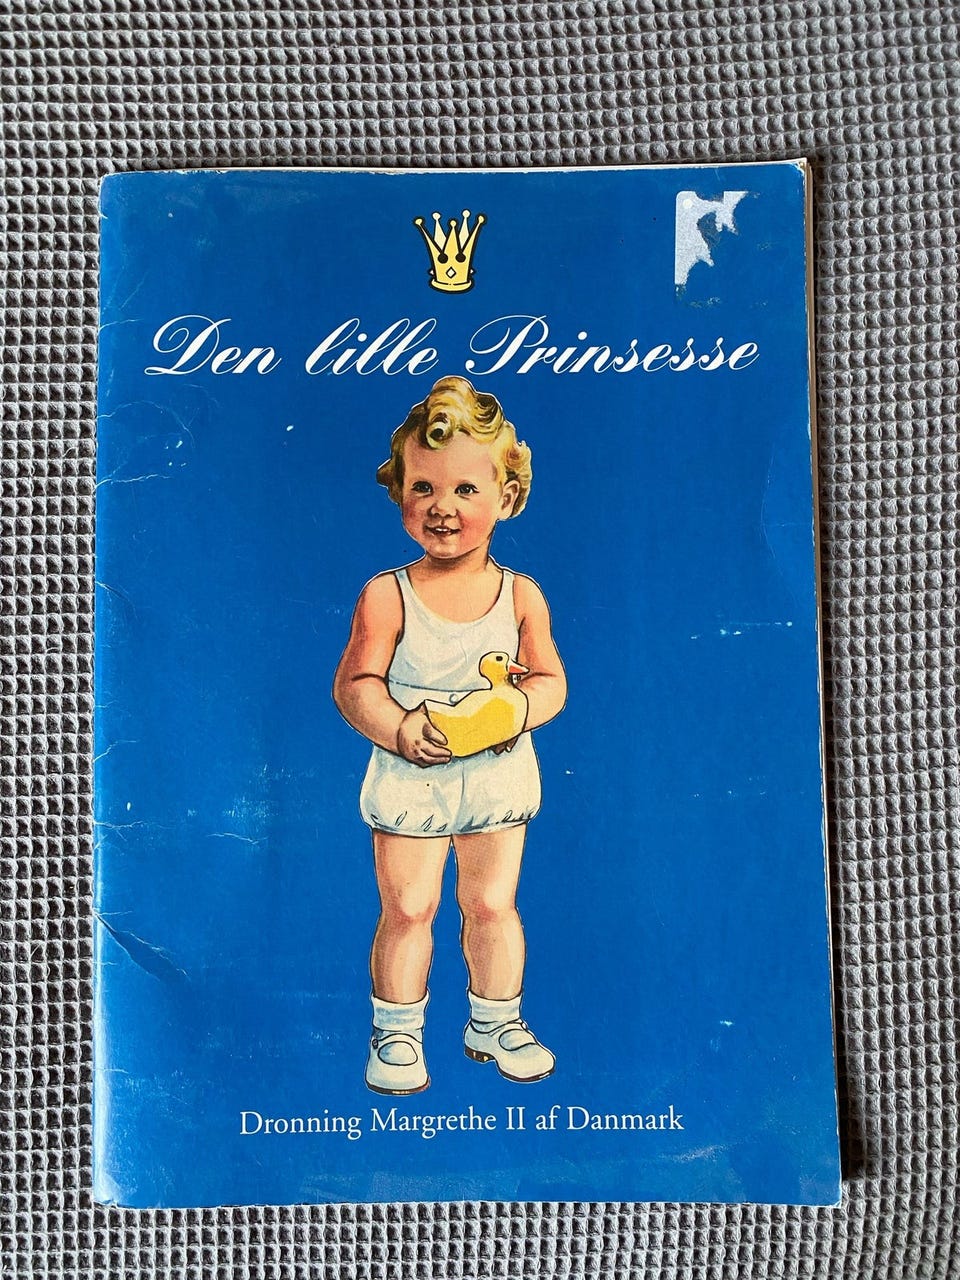 Den lille Prinsesse
Dronning Margrethe II af Danmark